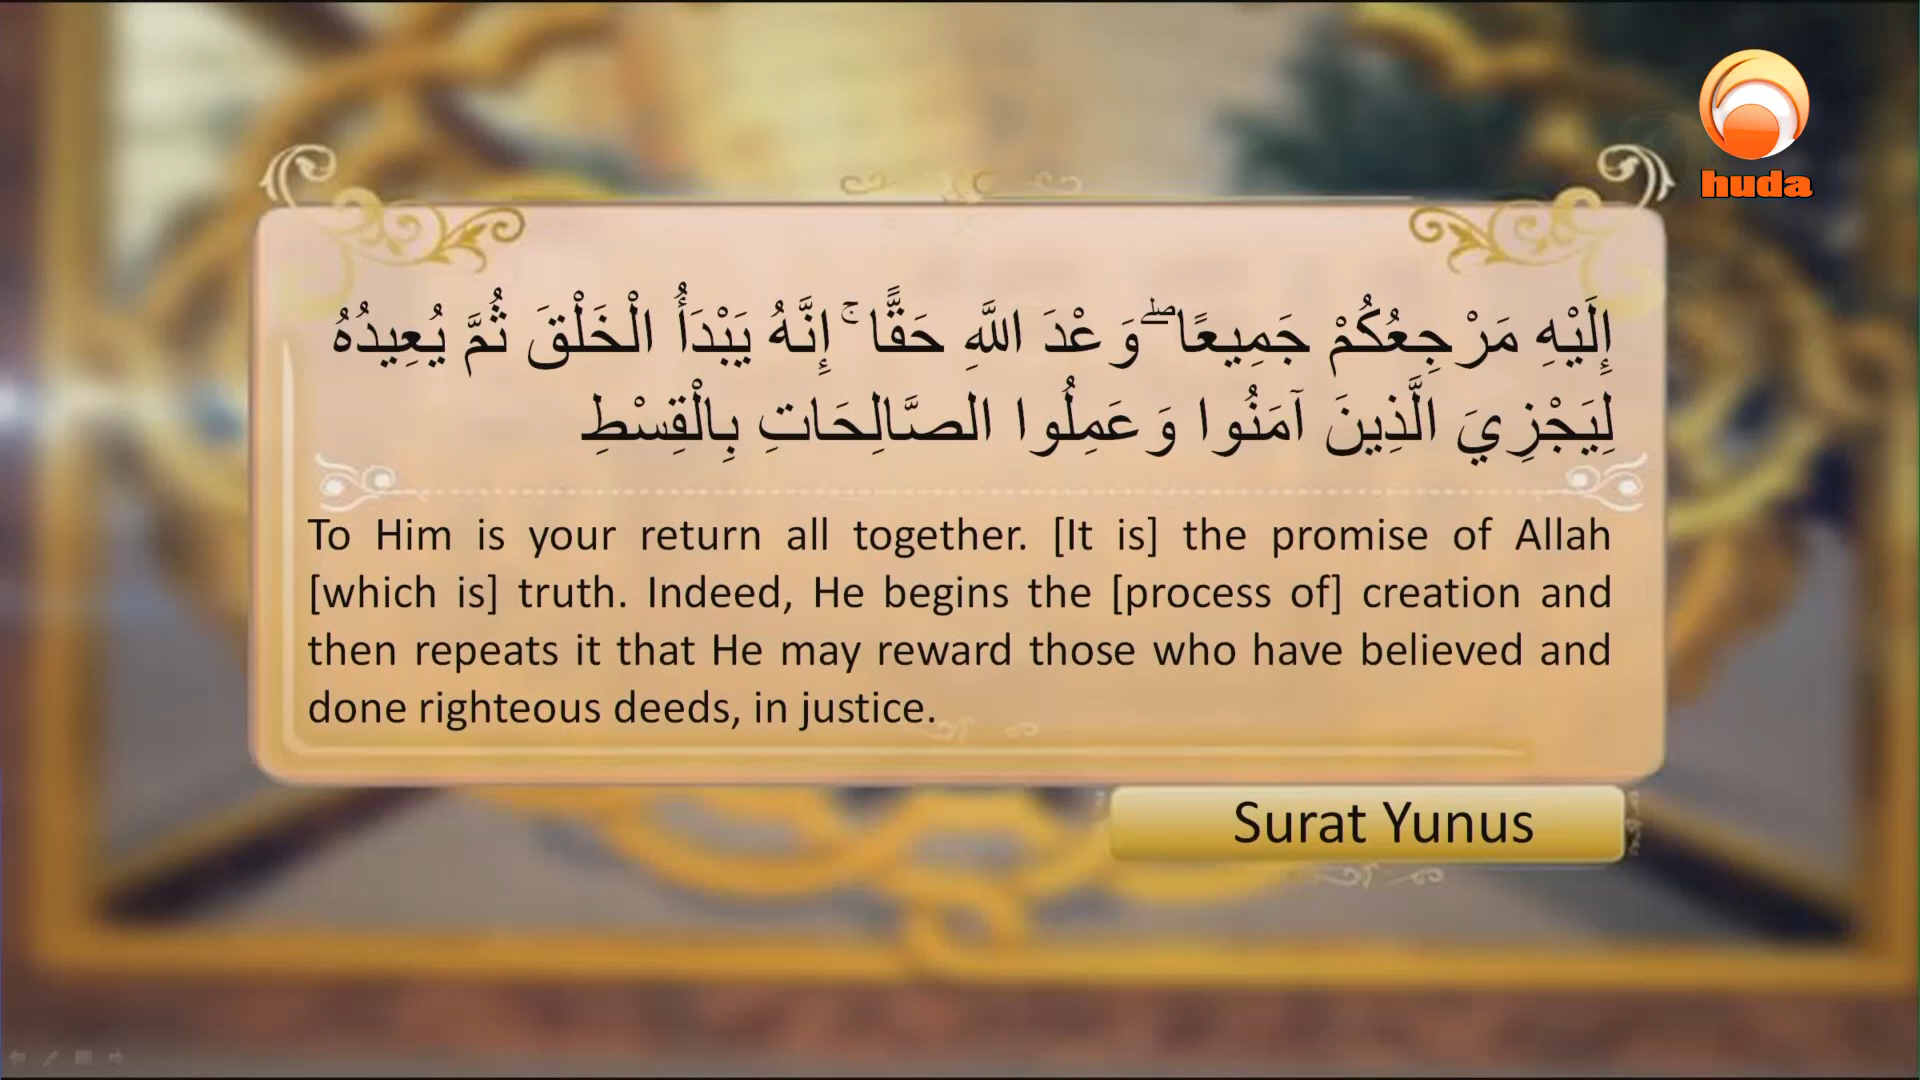 huda
إِلَيْهِ مَرْجِعُكُمْ جَمِيعًا ۖ وَعْدَ اللَّهِ حَقًّا ۚ إِنَّهُ يَبْدَأُ الْخَلْقَ ثُمَّ يُعِيدُهُ
لِيَجْزِيَ الَّذِينَ آمَنُوا وَعَمِلُوا الصَّالِحَاتِ بِالْقِسْطِ
To Him is your return all together. [It is] the promise of Allah
[which is] truth. Indeed, He begins the [process of] creation and
then repeats it that He may reward those who have believed and
done righteous deeds, in justice.
Surat Yunus